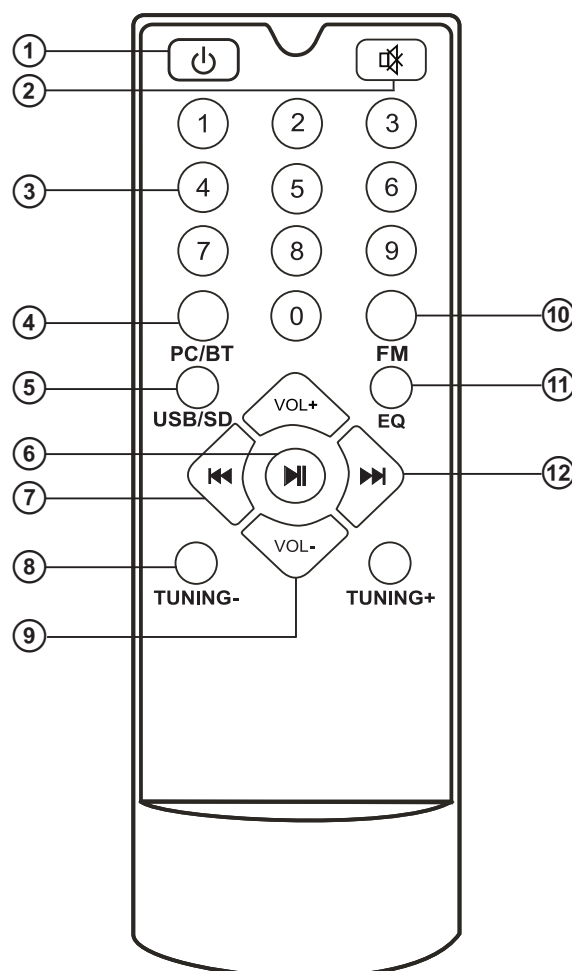 1
2
1 2 3
3 4 5 6
7 8 9
4 0 10
PC/BT FM
5 VOL+ 11
USB/SD EQ
6
7 12
VOL-
8
TUNING- TUNING+
9